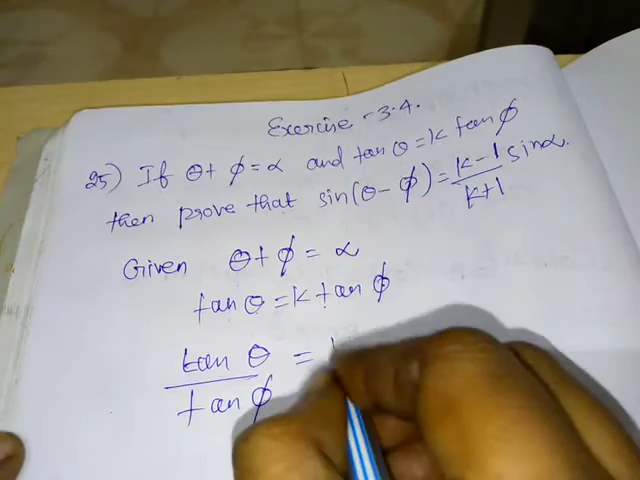 Exercise - 3.4.
25) If θ + φ = α and tan θ = k tan φ
then prove that sin(θ - φ) = k-1/k+1 sin α.
Given θ + φ = α
tan θ = k tan φ
tan θ/tan φ =